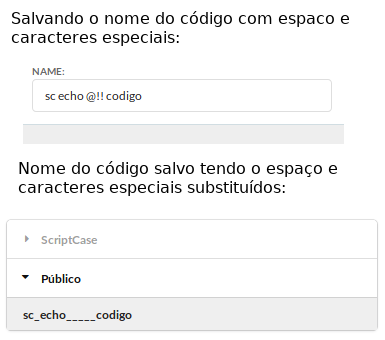 Salvando o nome do código com espaco e
caracteres especiais:
NAME:
sc echo @!! codigo
Nome do código salvo tendo o espaço e
caracteres especiais substituídos:
ScriptCase
Público
sc_echo_____codigo